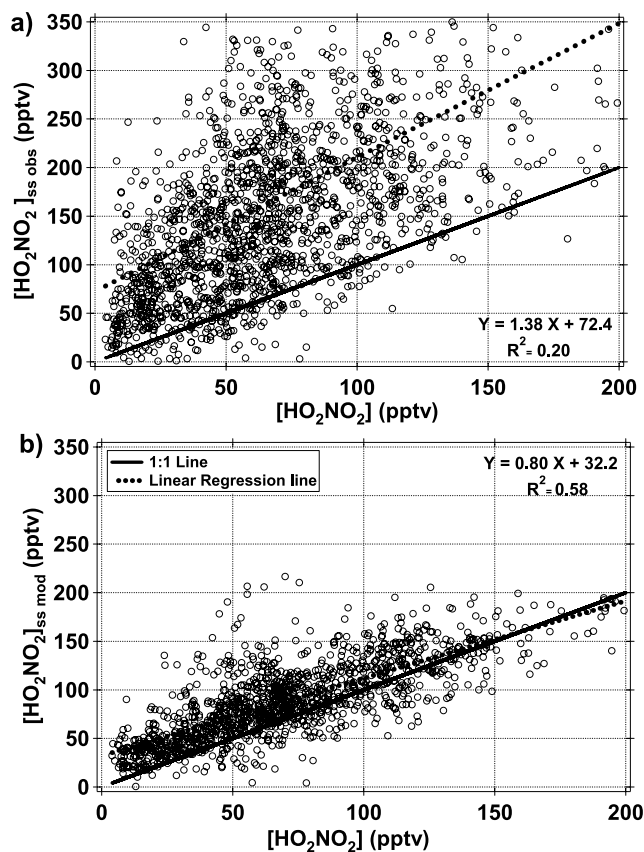 a)
350
300
250
200
150
100
50
0
[HO₂NO₂]ss obs (pptv)
Y = 1.38 X + 72.4
R² = 0.20
0 50 100 150 200
[HO₂NO₂] (pptv)
b)
350
300
250
200
150
100
50
0
[HO₂NO₂]ss mod (pptv)
1:1 Line
Linear Regression line
Y = 0.80 X + 32.2
R² = 0.58
0 50 100 150 200
[HO₂NO₂] (pptv)